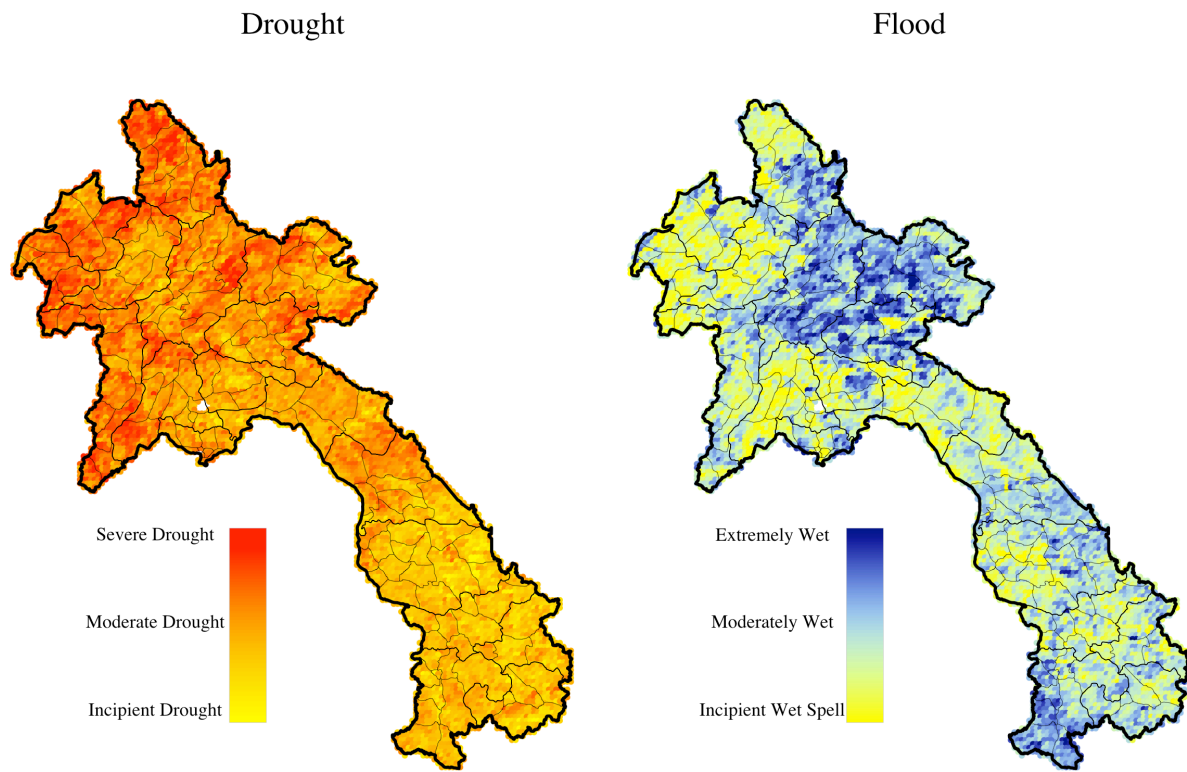 Drought
Flood
Severe Drought
Moderate Drought
Incipient Drought
Extremely Wet
Moderately Wet
Incipient Wet Spell